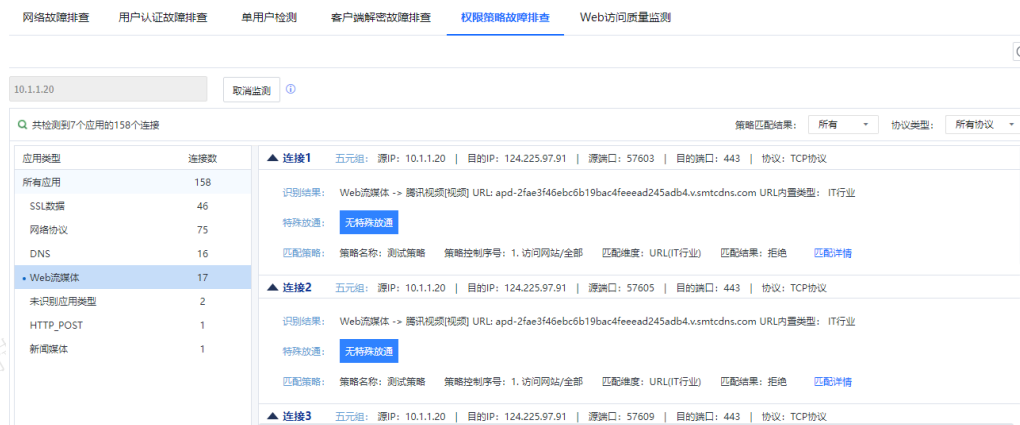 网络故障排查 用户认证故障排查 单用户检测 客户端解密故障排查 权限策略故障排查 Web访问质量监测
10.1.1.20 取消监测
共检测到7个应用的158个连接 策略匹配结果： 所有 协议类型： 所有协议
应用类型 连接数
所有应用 158
SSL数据 46
网络协议 75
DNS 16
Web流媒体 17
未识别应用类型 2
HTTP_POST 1
新闻媒体 1
连接1 五元组： 源IP：10.1.1.20 | 目的IP：124.225.97.91 | 源端口：57603 | 目的端口：443 | 协议：TCP协议
识别结果： Web流媒体 -> 腾讯视频[视频] URL: apd-2fae3f46ebc6b19bac4feeead245adb4.v.smtcdns.com URL内置类型： IT行业
特殊放通： 无特殊放通
匹配策略： 策略名称：测试策略 策略控制序号：1. 访问网站/全部 匹配维度：URL(IT行业) 匹配结果：拒绝 匹配详情
连接2 五元组： 源IP：10.1.1.20 | 目的IP：124.225.97.91 | 源端口：57605 | 目的端口：443 | 协议：TCP协议
识别结果： Web流媒体 -> 腾讯视频[视频] URL: apd-2fae3f46ebc6b19bac4feeead245adb4.v.smtcdns.com URL内置类型： IT行业
特殊放通： 无特殊放通
匹配策略： 策略名称：测试策略 策略控制序号：1. 访问网站/全部 匹配维度：URL(IT行业) 匹配结果：拒绝 匹配详情
连接3 五元组： 源IP：10.1.1.20 | 目的IP：124.225.97.91 | 源端口：57609 | 目的端口：443 | 协议：TCP协议